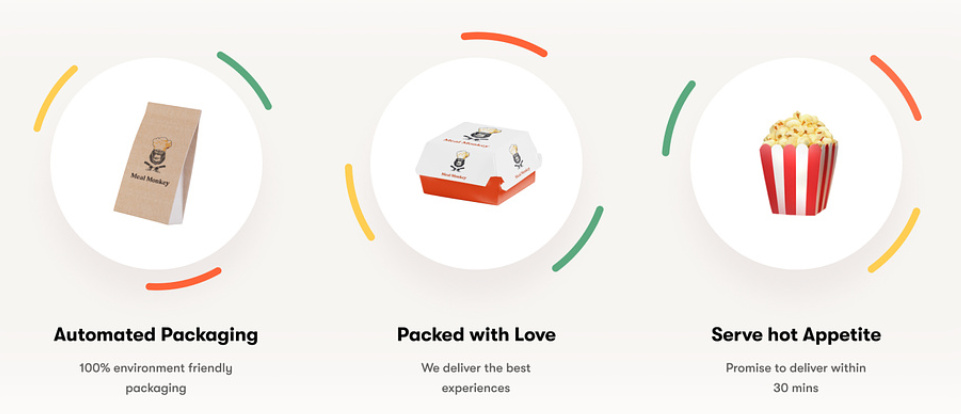 Meal Monkey
Meal Monkey
Meal Monkey
Automated Packaging
100% environment friendly
packaging
Packed with Love
We deliver the best
experiences
Serve hot Appetite
Promise to deliver within
30 mins